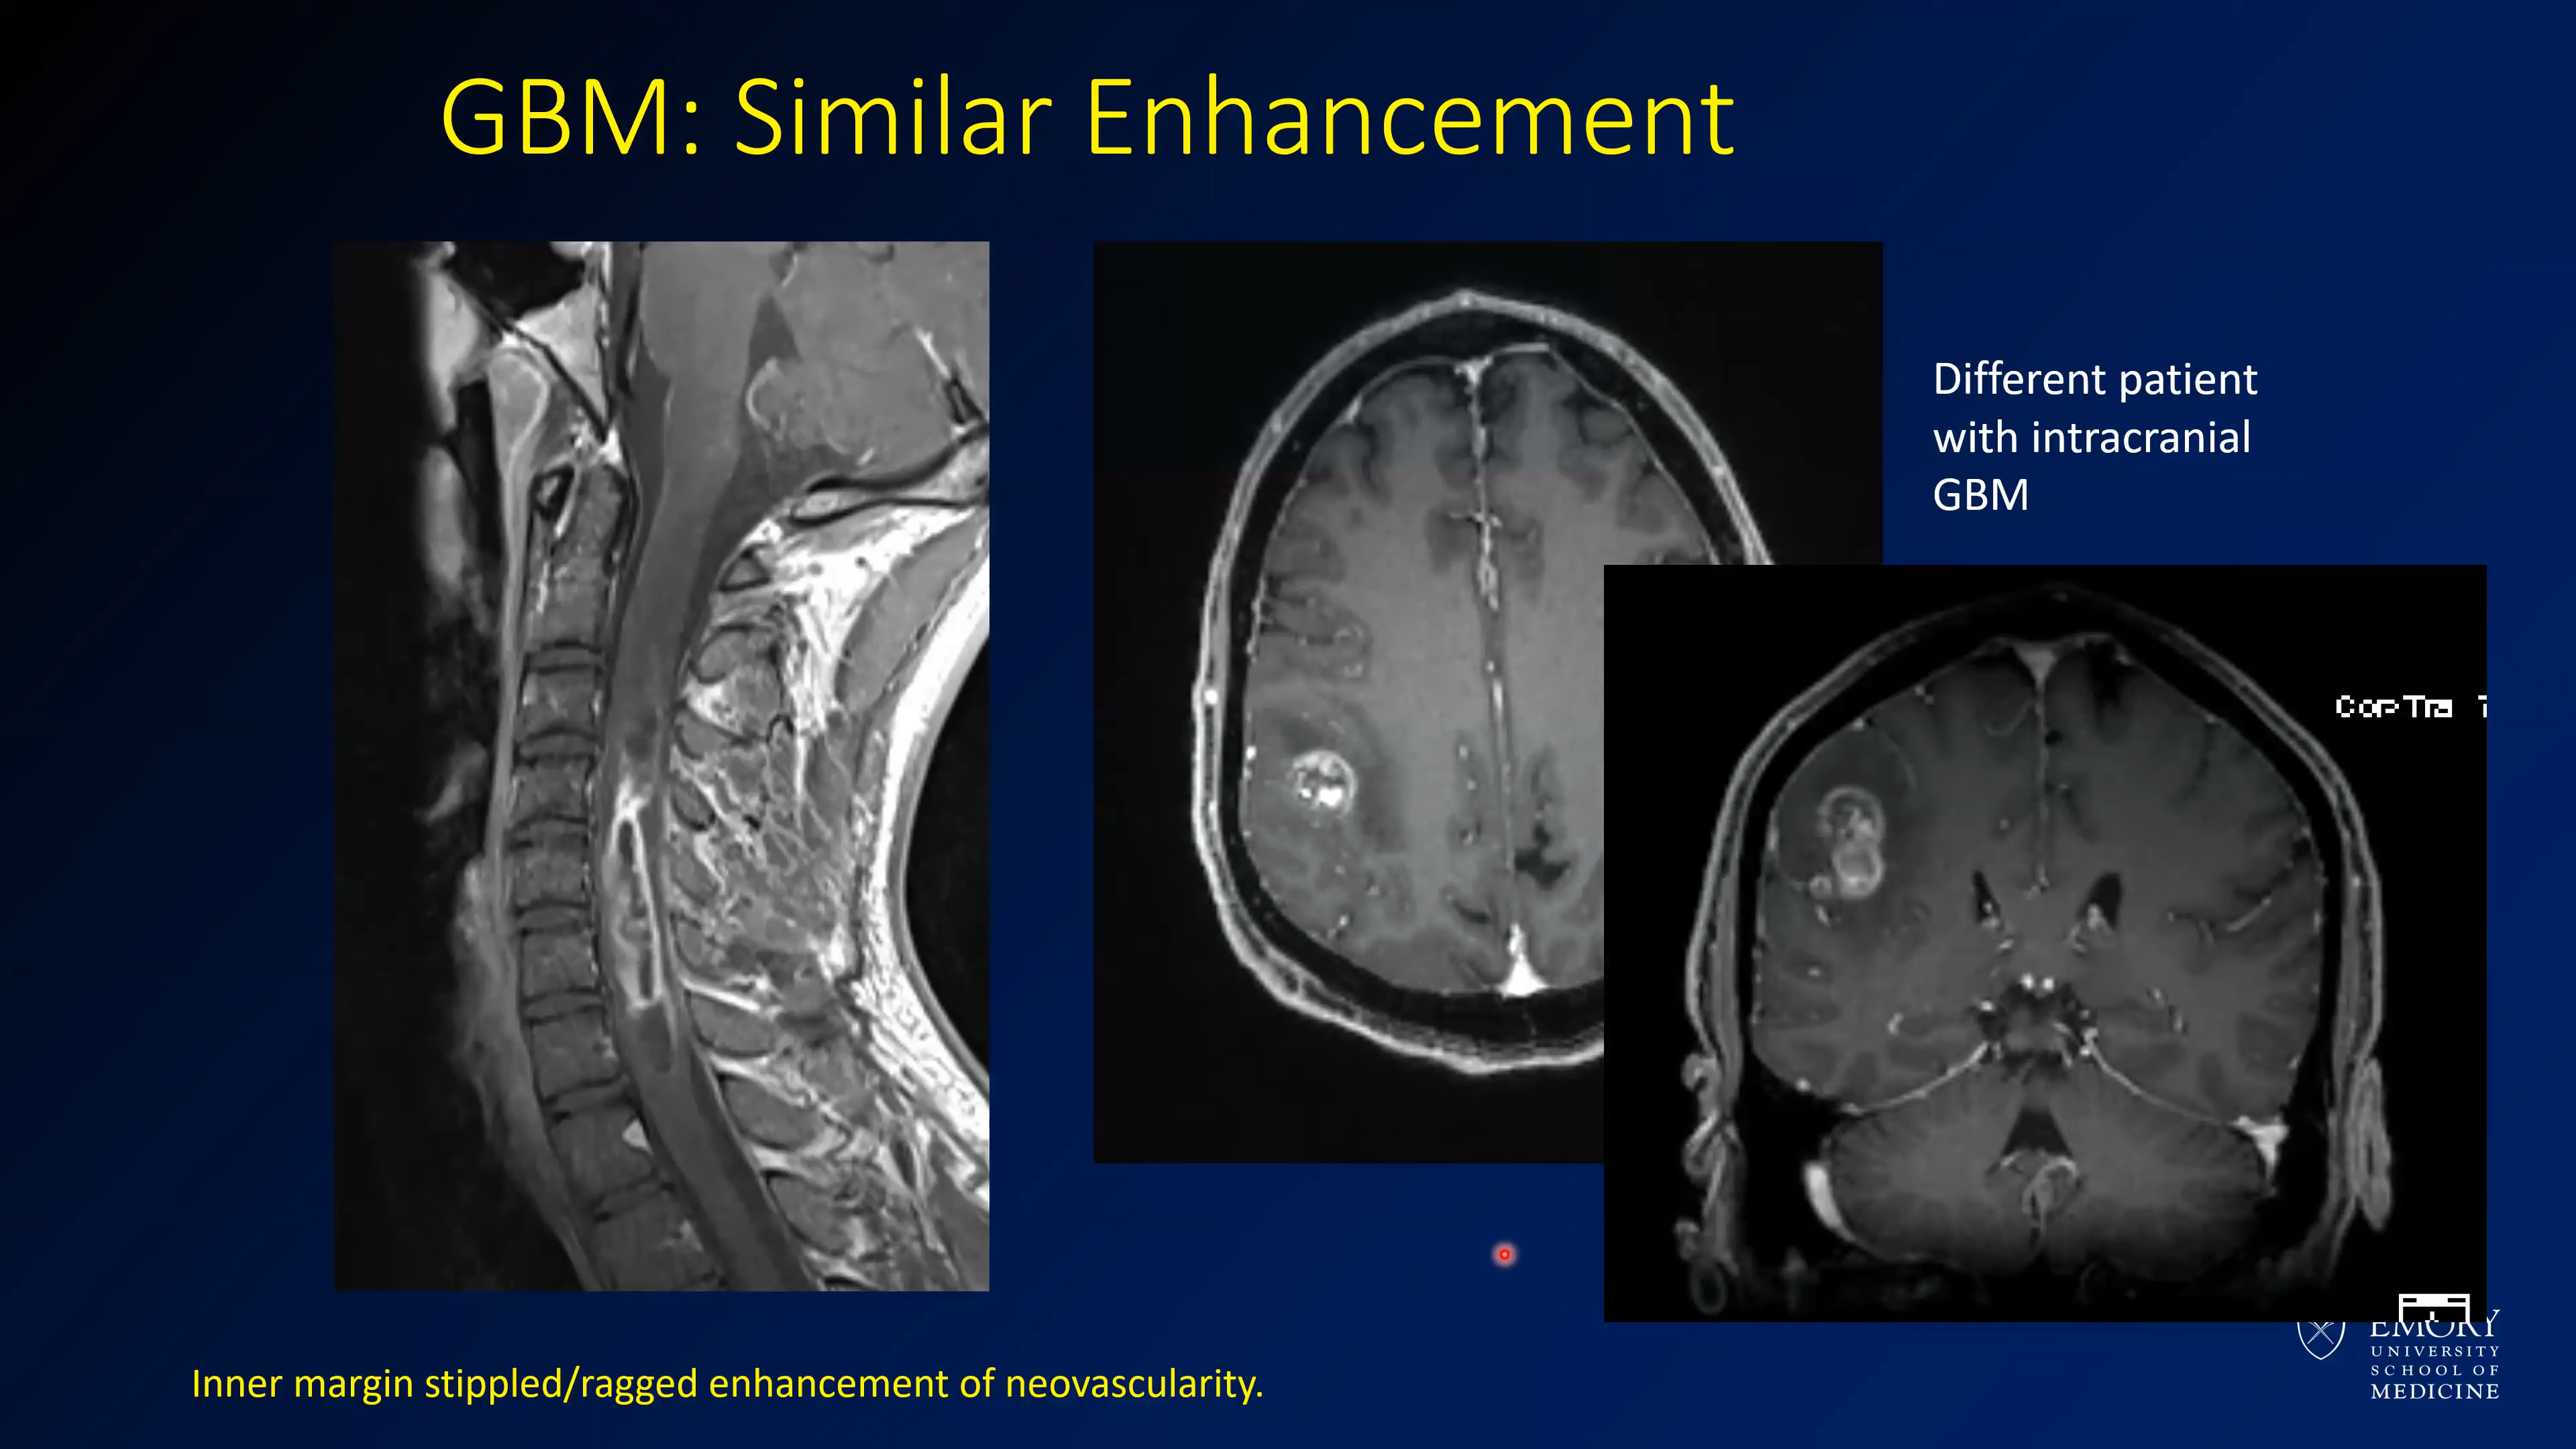 GBM: Similar Enhancement
Different patient
with intracranial
GBM
Cor>Tra
Inner margin stippled/ragged enhancement of neovascularity.
EMORY
UNIVERSITY
SCHOOL OF
MEDICINE